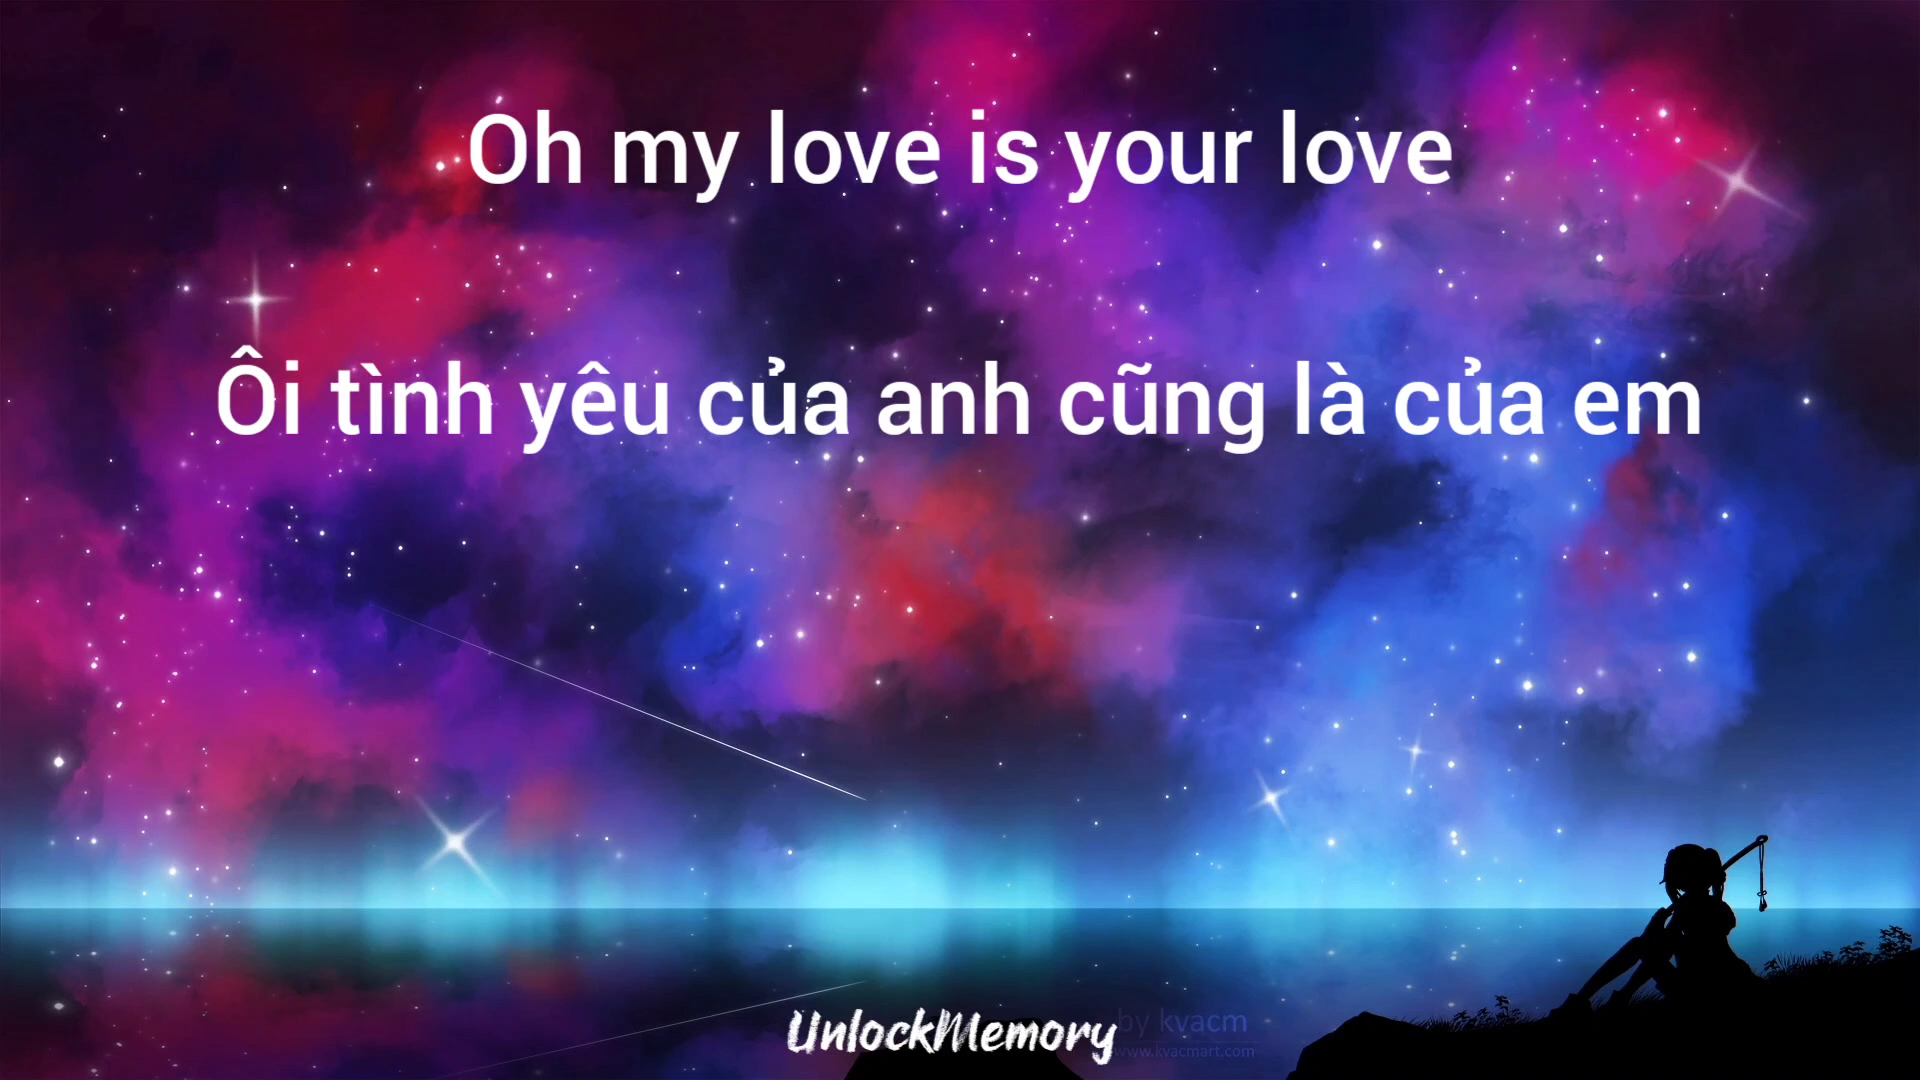 Oh my love is your love
Ôi tình yêu của anh cũng là của em
UnlockMemory
by kvacm
www.kvacmart.com